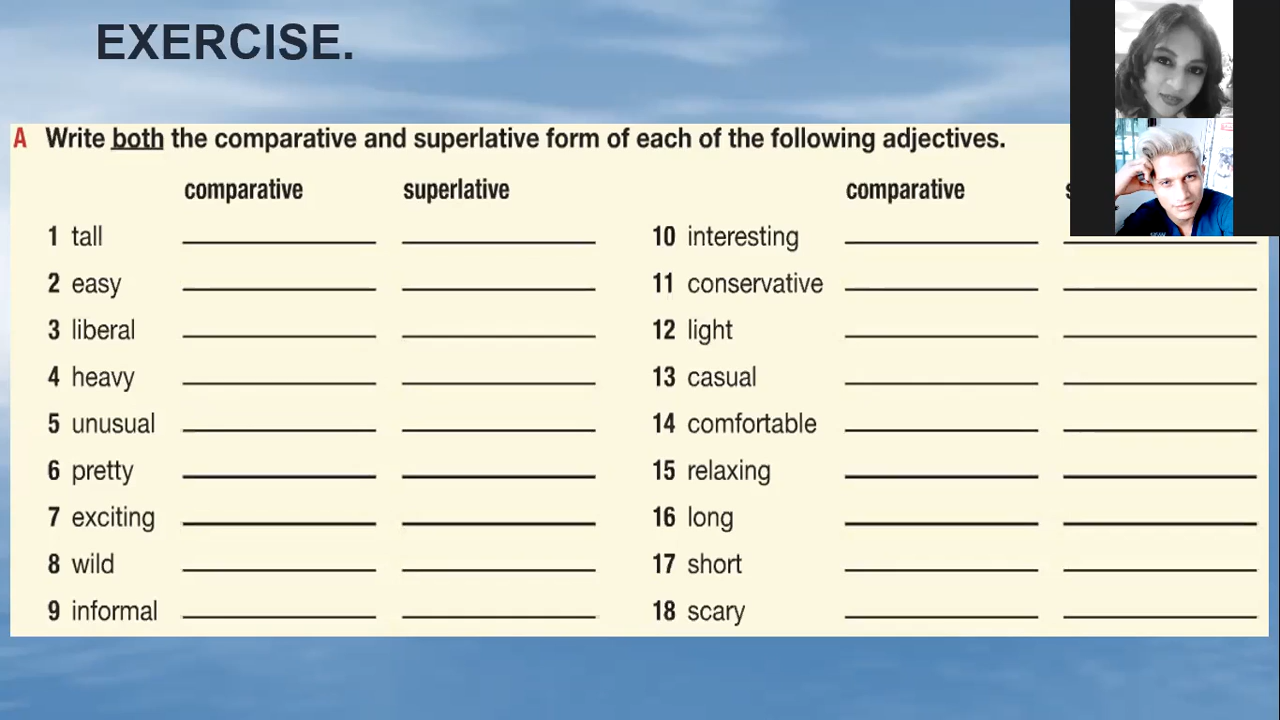 EXERCISE.
A Write both the comparative and superlative form of each of the following adjectives.
comparative superlative
1 tall
2 easy
3 liberal
4 heavy
5 unusual
6 pretty
7 exciting
8 wild
9 informal
comparative
10 interesting
11 conservative
12 light
13 casual
14 comfortable
15 relaxing
16 long
17 short
18 scary